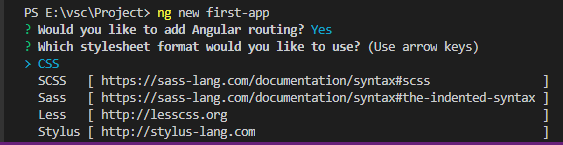 PS E:\vsc\Project> ng new first-app
? Would you like to add Angular routing? Yes
? Which stylesheet format would you like to use? (Use arrow keys)
> CSS
SCSS [ https://sass-lang.com/documentation/syntax#scss ]
Sass [ https://sass-lang.com/documentation/syntax#the-indented-syntax ]
Less [ http://lesscss.org ]
Stylus [ http://stylus-lang.com ]